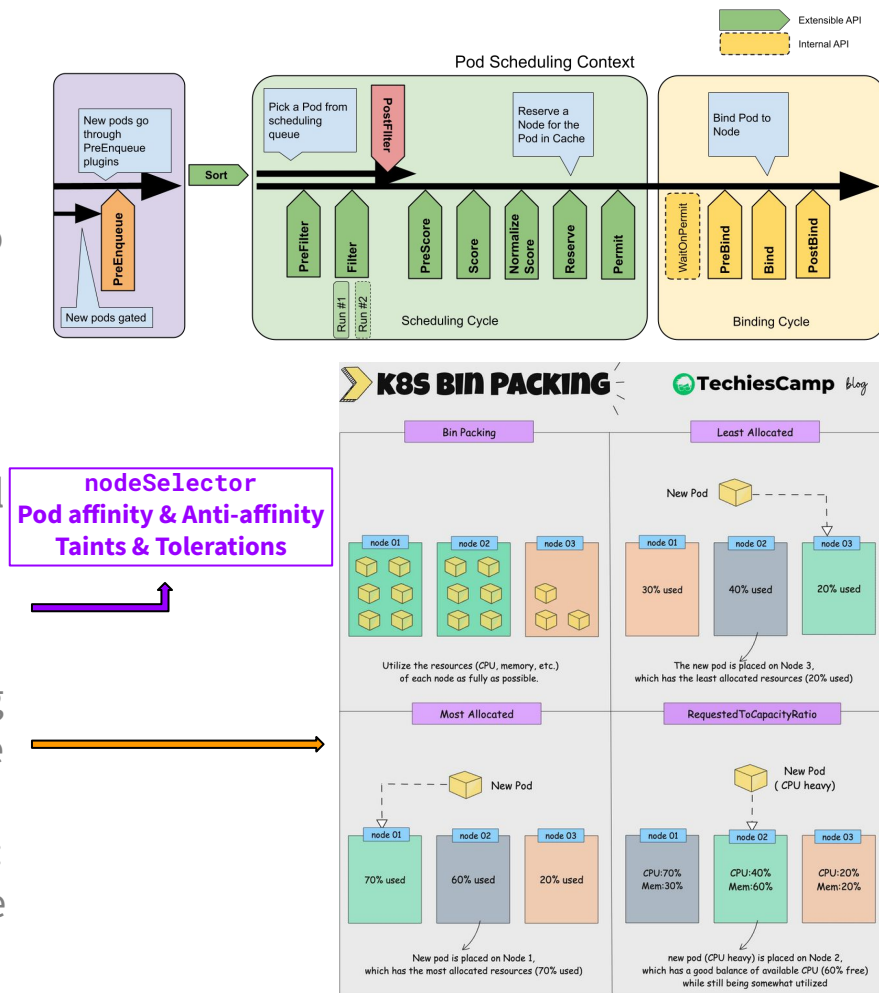 Extensible API
Internal API
Pod Scheduling Context
New pods go
through
PreEnqueue
plugins
PreEnqueue
New pods gated
Sort
Pick a Pod from
scheduling
queue
PostFilter
Reserve a
Node for the
Pod in Cache
PreFilter
Filter
Run #1
Run #2
PreScore
Score
Normalize
Score
Reserve
Permit
Scheduling Cycle
Bind Pod to
Node
WaitOnPermit
PreBind
Bind
PostBind
Binding Cycle
nodeSelector
Pod affinity & Anti-affinity
Taints & Tolerations
K8S BIN PACKING
TechiesCamp blog
Bin Packing
node 01
node 02
node 03
Utilize the resources (CPU, memory, etc.)
of each node as fully as possible.
Least Allocated
New Pod
node 01
node 02
node 03
30% used
40% used
20% used
The new pod is placed on Node 3,
which has the least allocated resources (20% used)
Most Allocated
New Pod
node 01
node 02
node 03
70% used
60% used
20% used
New pod is placed on Node 1,
which has the most allocated resources (70% used)
RequestedToCapacityRatio
New Pod
( CPU heavy)
node 01
node 02
node 03
CPU:70%
Mem:30%
CPU:40%
Mem:60%
CPU:20%
Mem:20%
new pod (CPU heavy) is placed on Node 2,
which has a good balance of available CPU (60% free)
while still being somewhat utilized